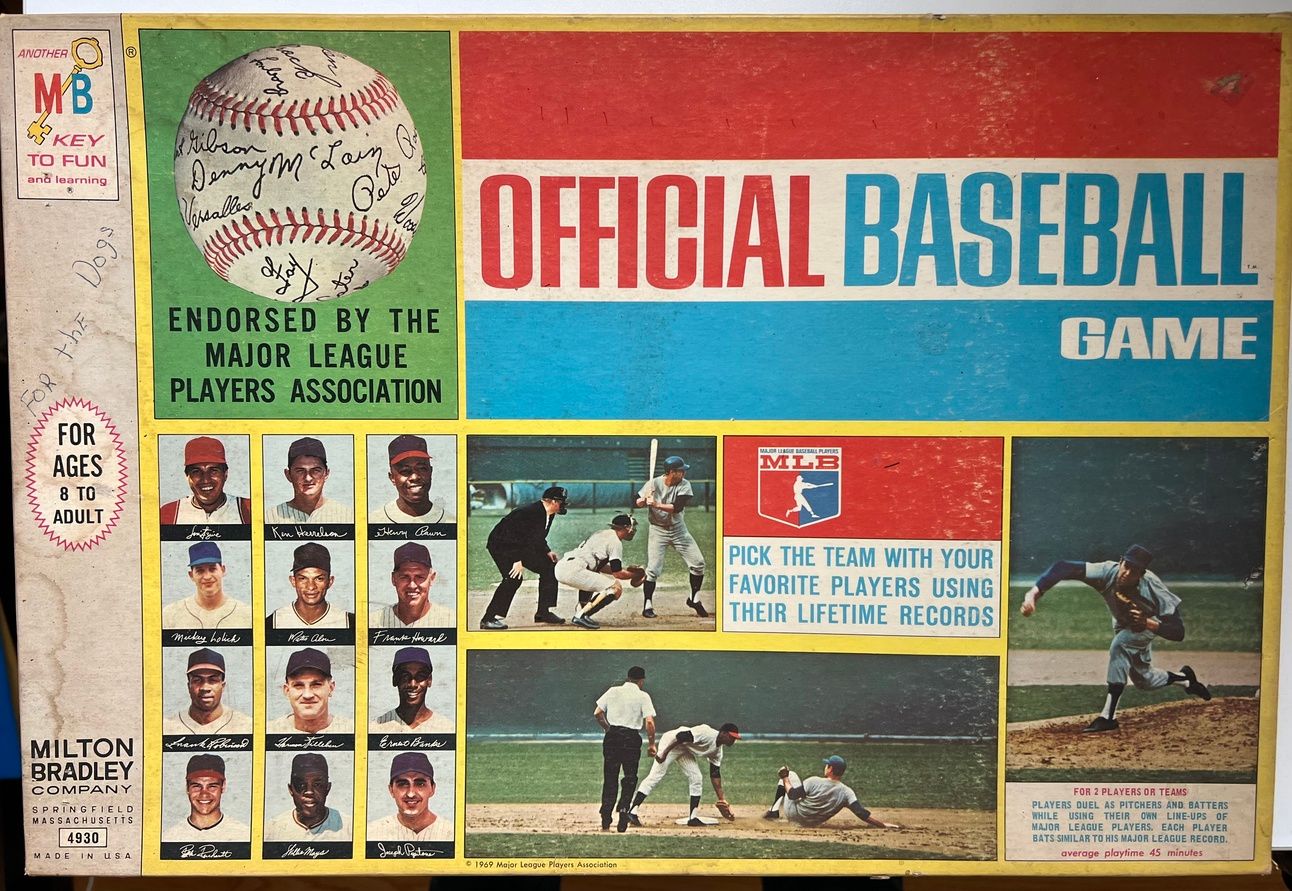 ANOTHER
MB
KEY
TO FUN
and learning
®
®
For the Dogs
FOR
AGES
8 TO
ADULT
MILTON
BRADLEY
COMPANY
SPRINGFIELD
MASSACHUSETTS
4930
MADE IN USA
Gibson
Denny McLain
Pete
Versalles
ENDORSED BY THE
MAJOR LEAGUE
PLAYERS ASSOCIATION
OFFICIAL BASEBALL
T.M.
GAME
Ken Harrelson
Henry Aaron
Mickey Lolich
Frank Howard
Frank Robinson
Ernest Banks
Willie Mays
Joseph Pepitone
MAJOR LEAGUE BASEBALL PLAYERS
MLB
PICK THE TEAM WITH YOUR
FAVORITE PLAYERS USING
THEIR LIFETIME RECORDS
FOR 2 PLAYERS OR TEAMS
PLAYERS DUEL AS PITCHERS AND BATTERS
WHILE USING THEIR OWN LINE-UPS OF
MAJOR LEAGUE PLAYERS. EACH PLAYER
BATS SIMILAR TO HIS MAJOR LEAGUE RECORD.
average playtime 45 minutes
© 1969 Major League Players Association